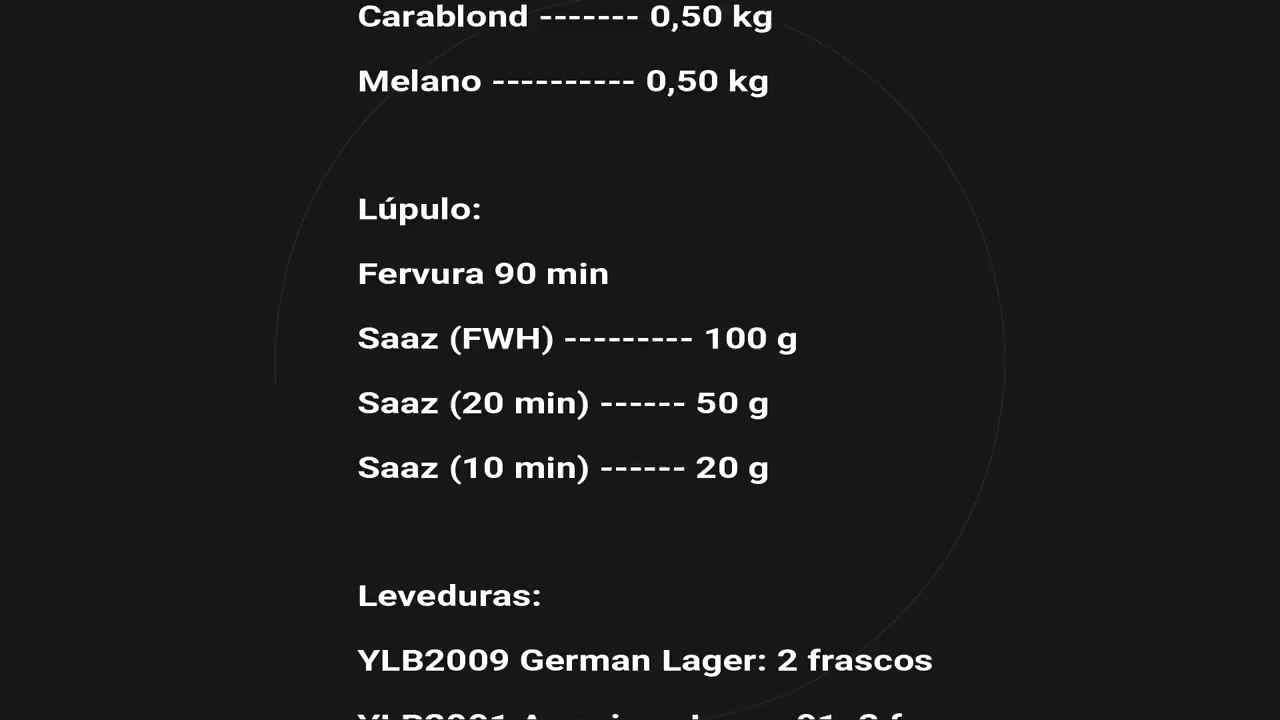 Carablond ------- 0,50 kg
Melano ---------- 0,50 kg
Lúpulo:
Fervura 90 min
Saaz (FWH) --------- 100 g
Saaz (20 min) ------ 50 g
Saaz (10 min) ------ 20 g
Leveduras:
YLB2009 German Lager: 2 frascos